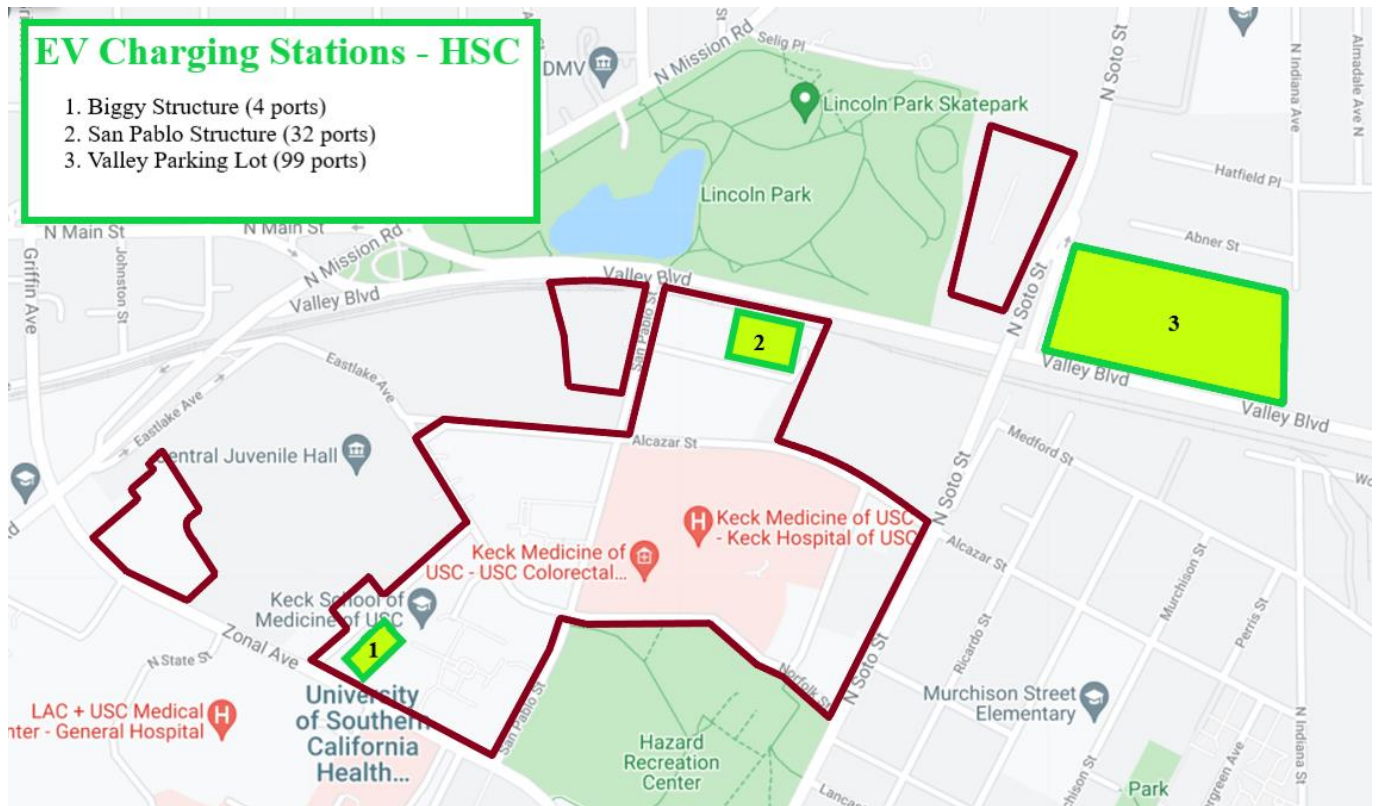 EV Charging Stations - HSC
1. Biggy Structure (4 ports)
2. San Pablo Structure (32 ports)
3. Valley Parking Lot (99 ports)
DMV
N Mission Rd
Selig Pl
N Soto St
N Indiana Ave
Almadale Ave N
Lincoln Park Skatepark
Hatfield Pl
Lincoln Park
N Main St
N Main St
Johnston St
Griffin Ave
N Mission Rd
Abner St
Valley Blvd
Valley Blvd
N Soto St
3
2
San Pablo St
Valley Blvd
Valley Blvd
Eastlake Ave
Eastlake Ave
Alcazar St
Medford St
Central Juvenile Hall
N Soto St
Keck Medicine of USC
- Keck Hospital of USC
Alcazar St
Murchison St
Keck Medicine of
USC - USC Colorectal...
Keck School of
Medicine of USC
Zonal Ave
1
N State St
Perris St
Ricardo St
Norfolk St
N Soto St
San Pablo St
University
of Southern
California
Health...
LAC + USC Medical
nter - General Hospital
Murchison Street
Elementary
Hazard
Recreation
Center
N Indiana St
Park